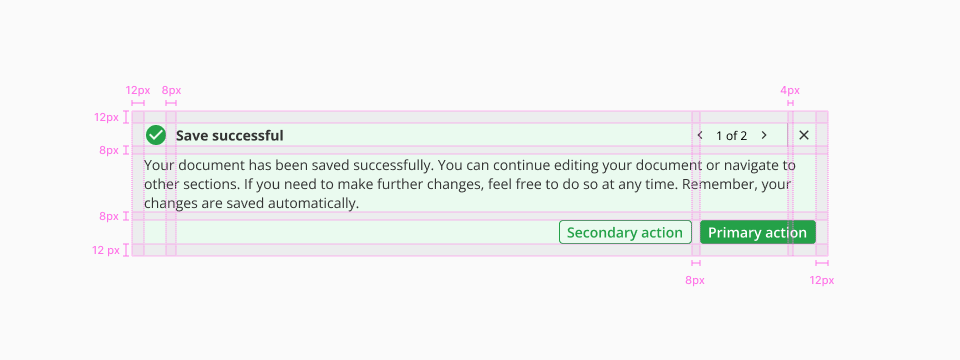 12px 8px 4px
12px
Save successful 1 of 2
8px
Your document has been saved successfully. You can continue editing your document or navigate to
other sections. If you need to make further changes, feel free to do so at any time. Remember, your
changes are saved automatically.
8px
Secondary action Primary action
12 px
8px 12px